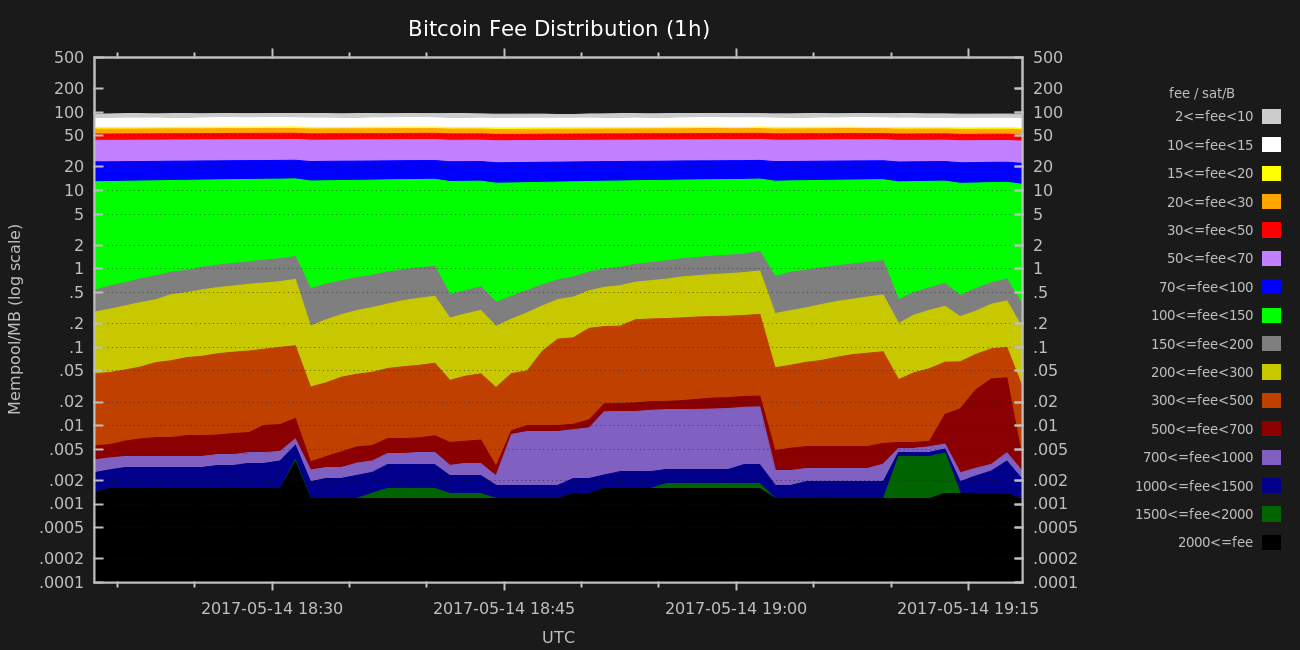 Bitcoin Fee Distribution (1h)
500 500
200 200
100 100
50 50
20 20
10 10
5 5
2 2
1 1
.5 .5
.2 .2
.1 .1
.05 .05
.02 .02
.01 .01
.005 .005
.002 .002
.001 .001
.0005 .0005
.0002 .0002
.0001 .0001
Mempool/MB (log scale)
2017-05-14 18:30 2017-05-14 18:45 2017-05-14 19:00 2017-05-14 19:15
UTC
fee / sat/B
2<=fee<10
10<=fee<15
15<=fee<20
20<=fee<30
30<=fee<50
50<=fee<70
70<=fee<100
100<=fee<150
150<=fee<200
200<=fee<300
300<=fee<500
500<=fee<700
700<=fee<1000
1000<=fee<1500
1500<=fee<2000
2000<=fee